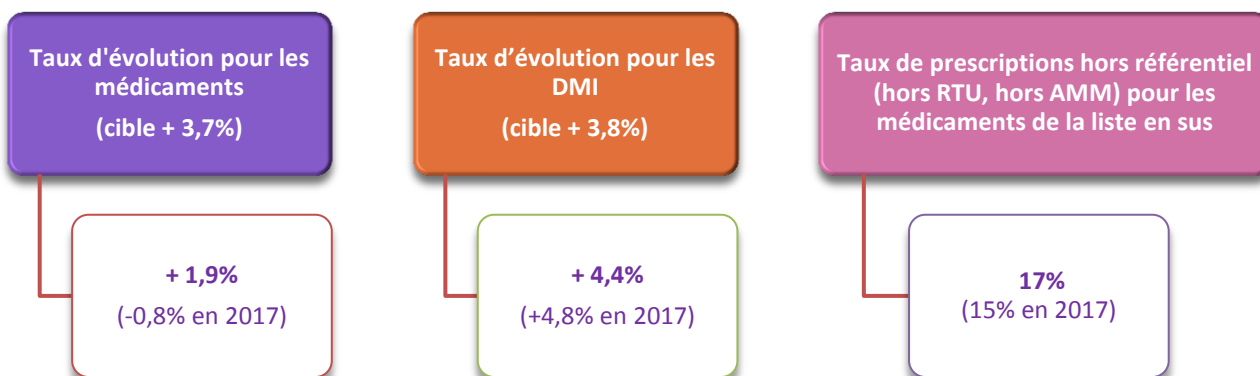 Taux d'évolution pour les
médicaments
(cible + 3,7%)
+ 1,9%
(-0,8% en 2017)
Taux d’évolution pour les
DMI
(cible + 3,8%)
+ 4,4%
(+4,8% en 2017)
Taux de prescriptions hors référentiel
(hors RTU, hors AMM) pour les
médicaments de la liste en sus
17%
(15% en 2017)